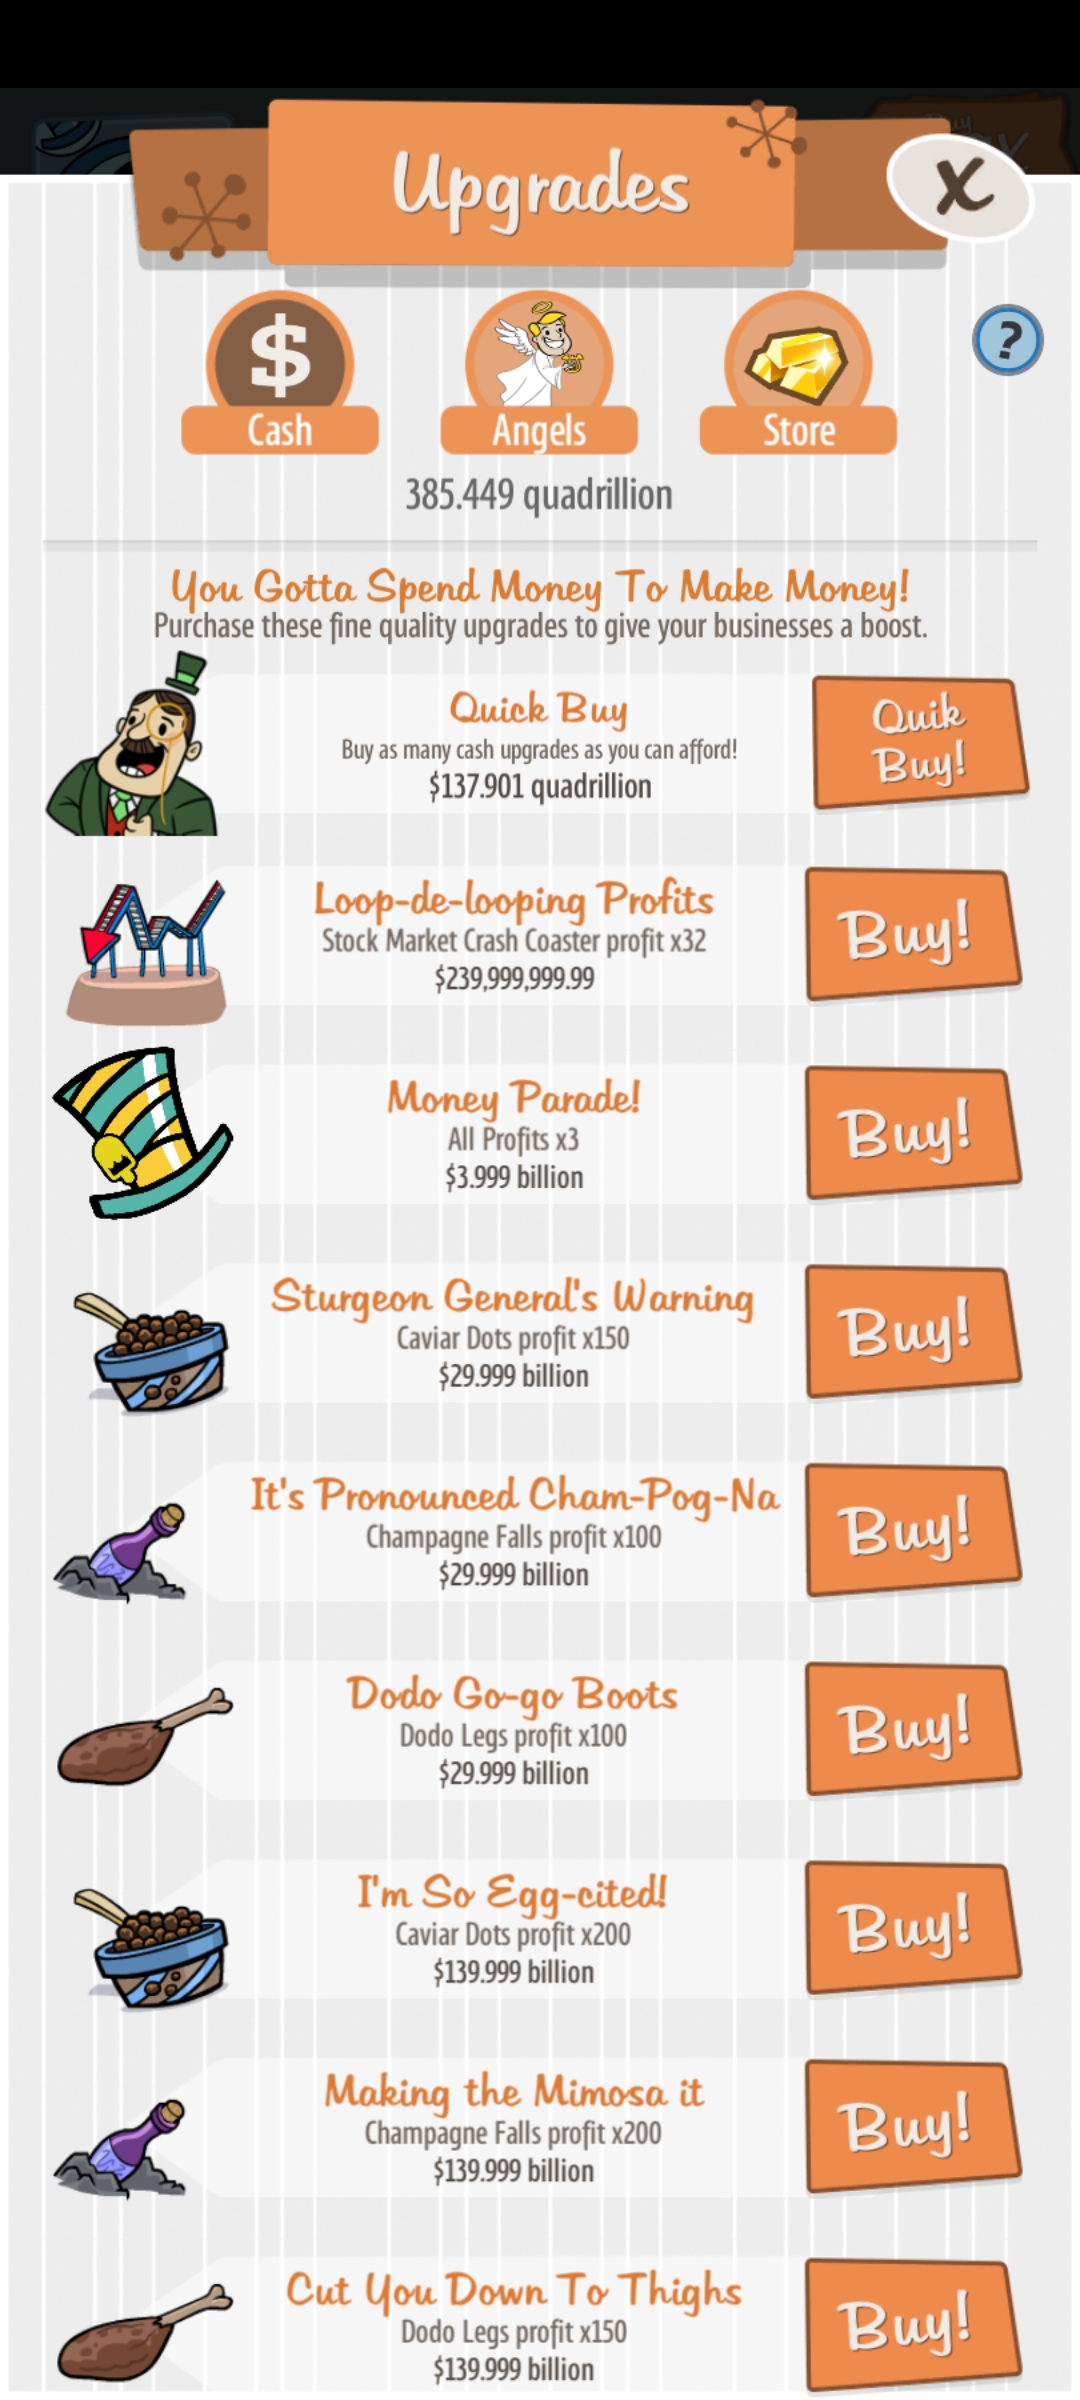 Upgrades
X
$
?
Cash
Angels
Store
385.449 quadrillion
You Gotta Spend Money To Make Money!
Purchase these fine quality upgrades to give your businesses a boost.
Quick Buy
Buy as many cash upgrades as you can afford!
$137.901 quadrillion
Quik
Buy!
Loop-de-looping Profits
Stock Market Crash Coaster profit x32
$239,999,999.99
Buy!
Money Parade!
All Profits x3
$3.999 billion
Buy!
Sturgeon General's Warning
Caviar Dots profit x150
$29.999 billion
Buy!
It's Pronounced Cham-Pog-Na
Champagne Falls profit x100
$29.999 billion
Buy!
Dodo Go-go Boots
Dodo Legs profit x100
$29.999 billion
Buy!
I'm So Egg-cited!
Caviar Dots profit x200
$139.999 billion
Buy!
Making the Mimosa it
Champagne Falls profit x200
$139.999 billion
Buy!
Cut You Down To Thighs
Dodo Legs profit x150
$139.999 billion
Buy!